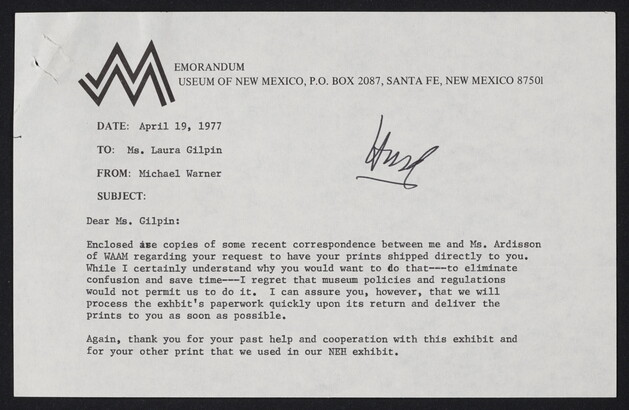 MEMORANDUM
MUSEUM OF NEW MEXICO, P.O. BOX 2087, SANTA FE, NEW MEXICO 87501
DATE: April 19, 1977
TO: Ms. Laura Gilpin
FROM: Michael Warner
SUBJECT:
Dear Ms. Gilpin:
Enclosed are copies of some recent correspondence between me and Ms. Ardisson
of WAAM regarding your request to have your prints shipped directly to you.
While I certainly understand why you would want to do that---to eliminate
confusion and save time---I regret that museum policies and regulations
would not permit us to do it. I can assure you, however, that we will
process the exhbit's paperwork quickly upon its return and deliver the
prints to you as soon as possible.
Again, thank you for your past help and cooperation with this exhibit and
for your other print that we used in our NEH exhibit.